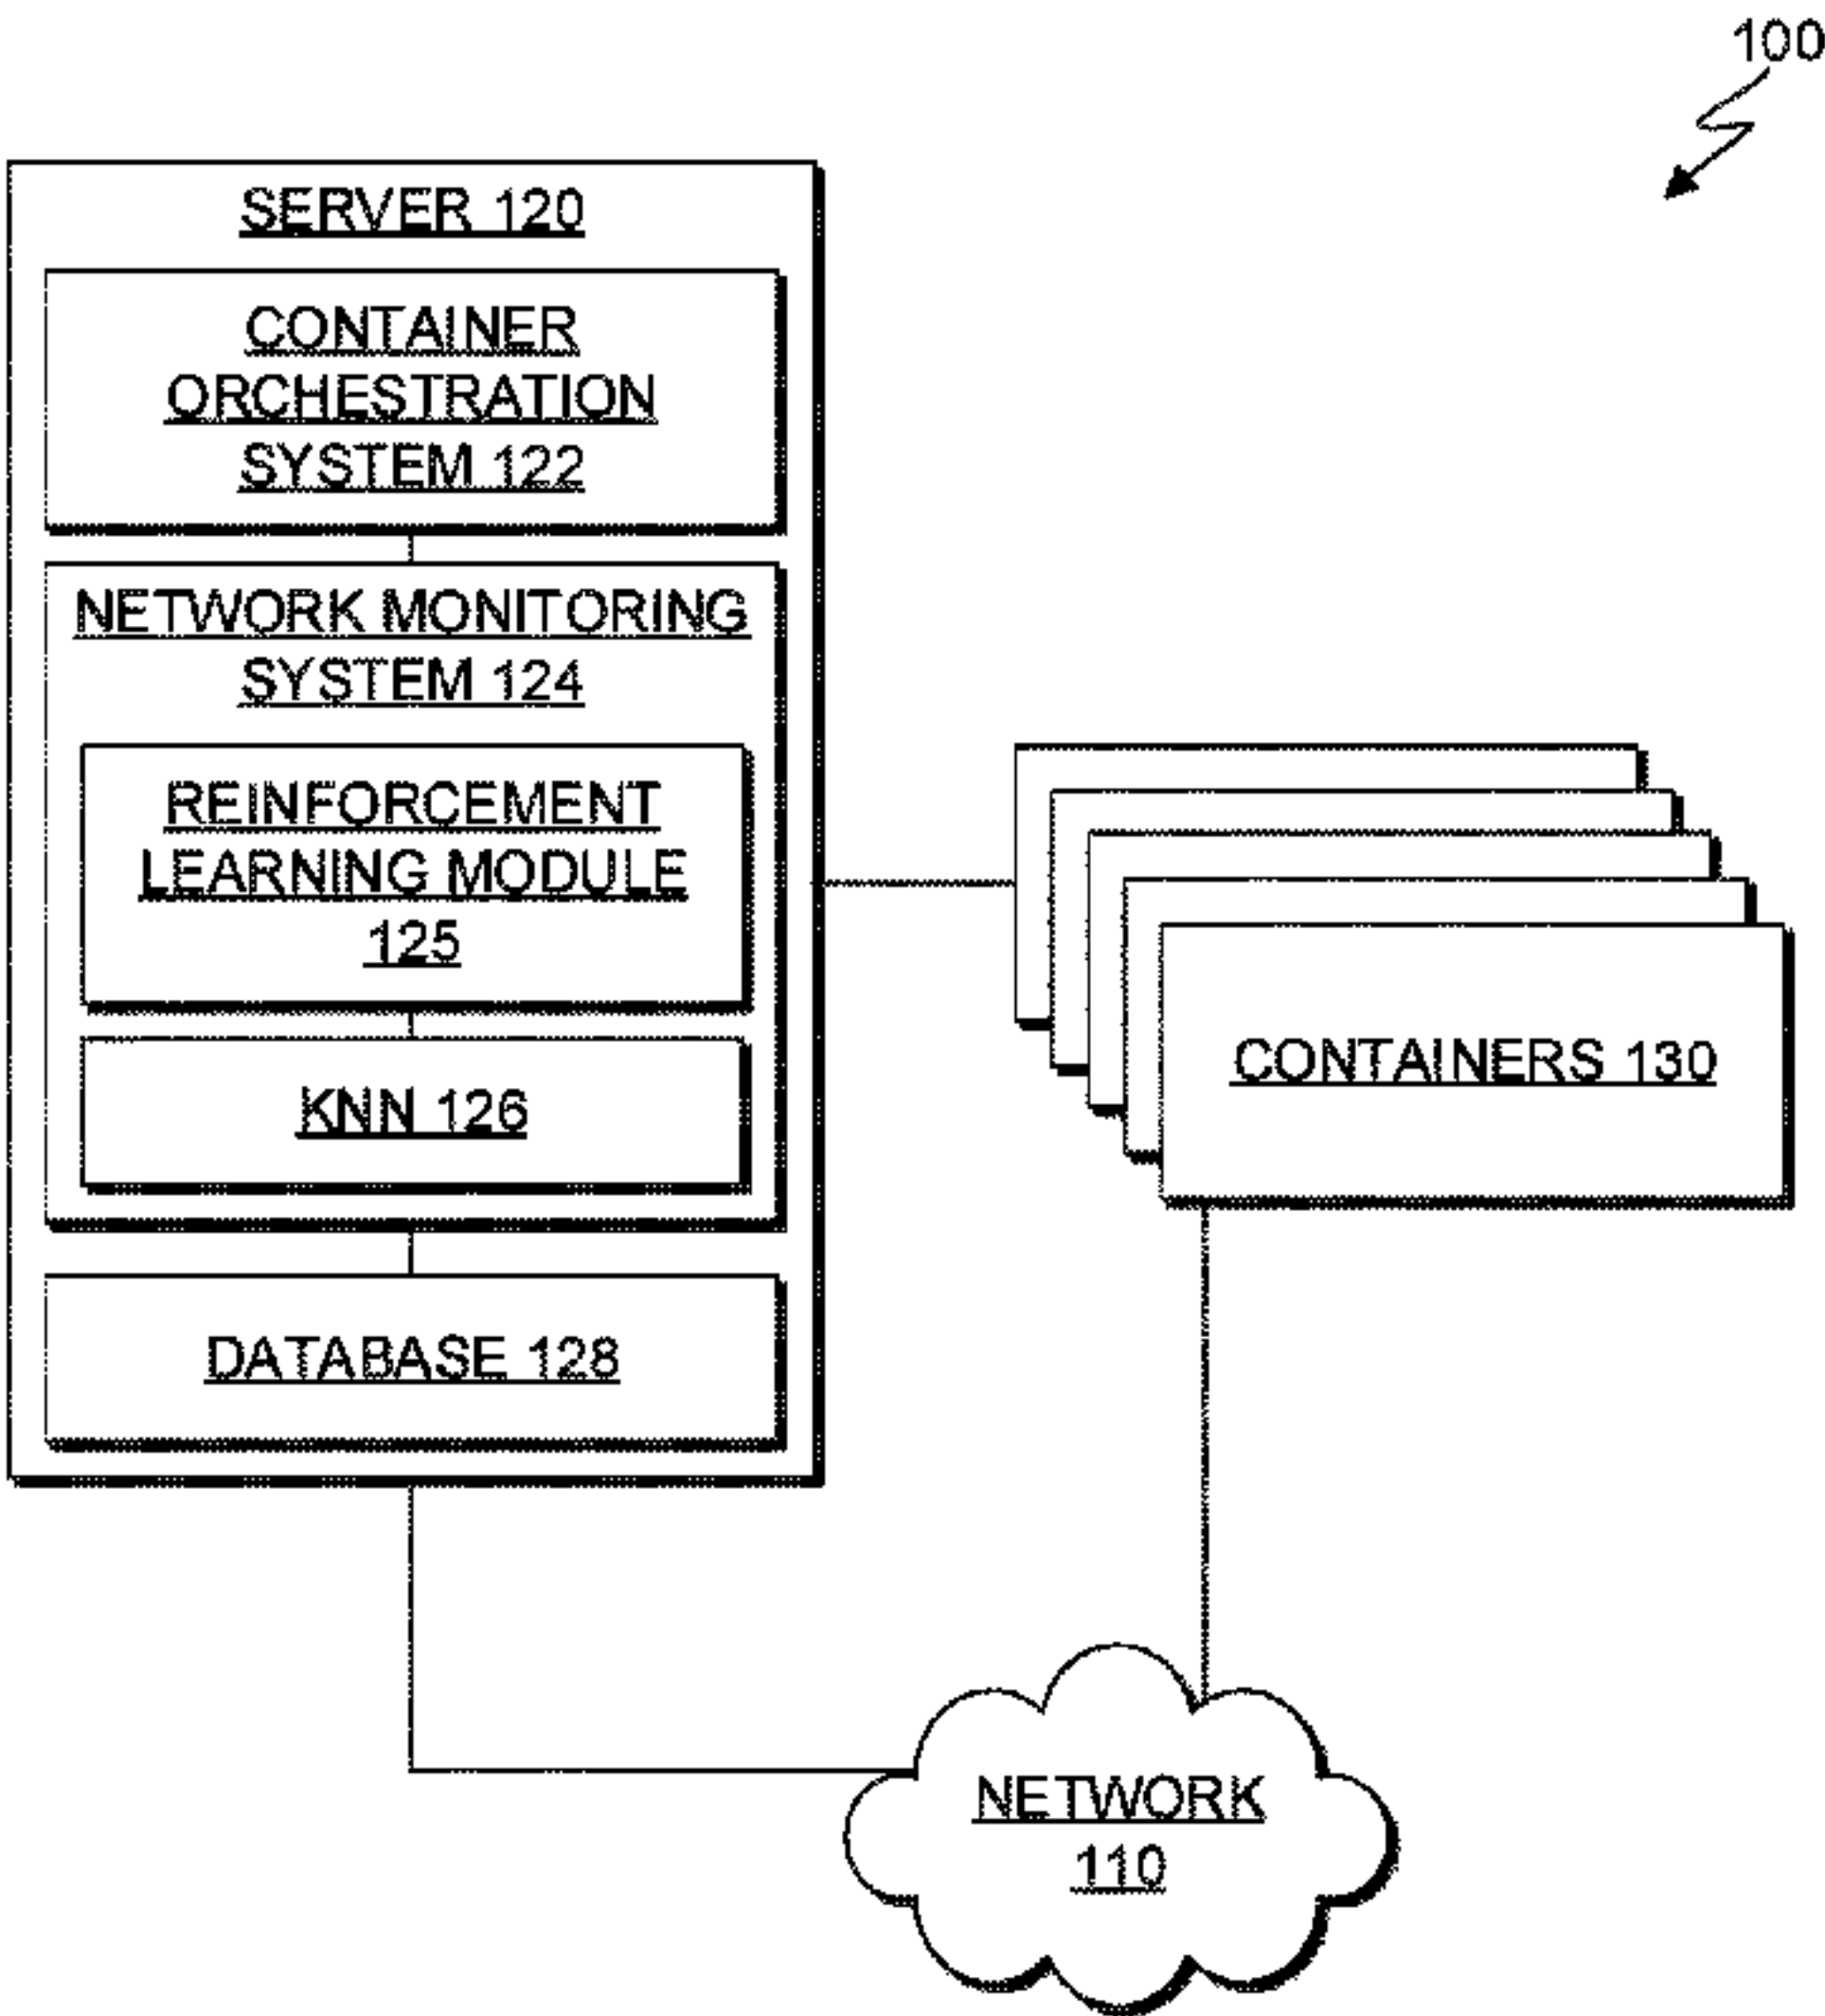 100
SERVER 120
CONTAINER
ORCHESTRATION
SYSTEM 122
NETWORK MONITORING
SYSTEM 124
REINFORCEMENT
LEARNING MODULE
125
KNN 126
DATABASE 128
CONTAINERS 130
NETWORK
110